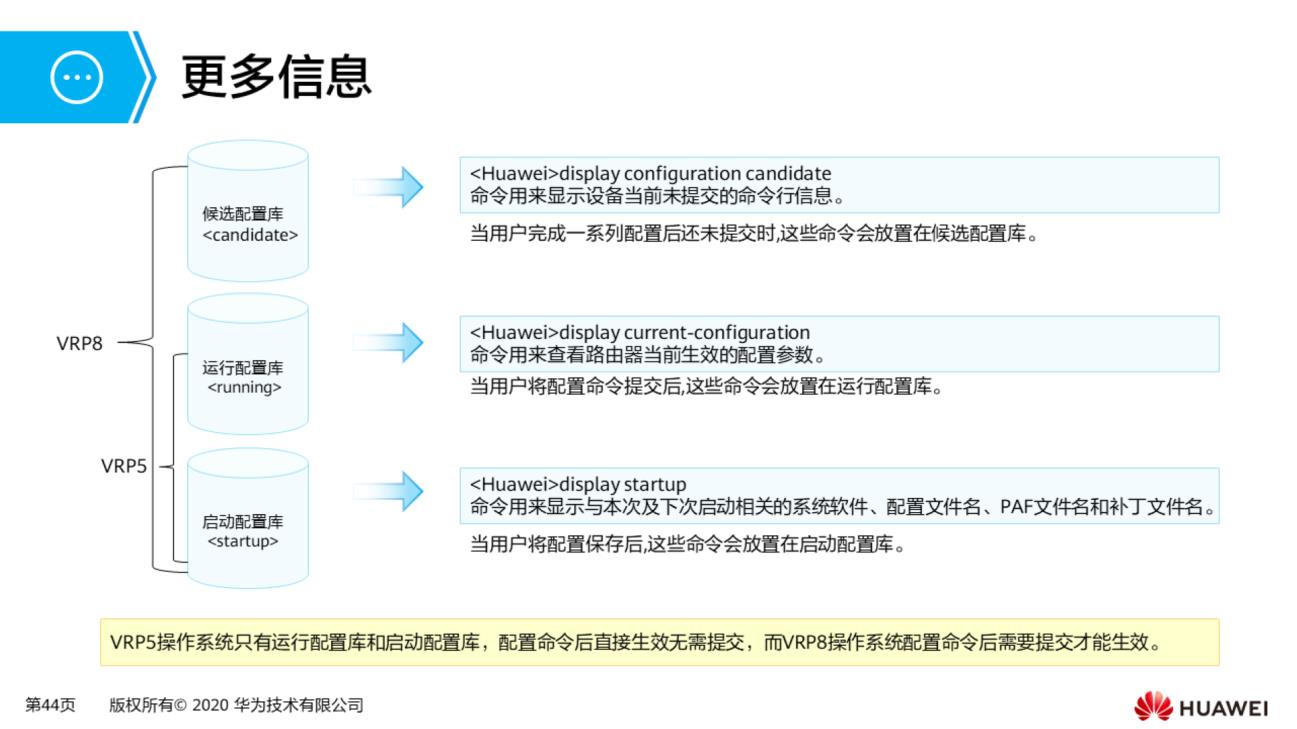 更多信息
候选配置库
<candidate>
<Huawei>display configuration candidate
命令用来显示设备当前未提交的命令行信息。
当用户完成一系列配置后还未提交时,这些命令会放置在候选配置库。
VRP8
运行配置库
<running>
<Huawei>display current-configuration
命令用来查看路由器当前生效的配置参数。
当用户将配置命令提交后,这些命令会放置在运行配置库。
VRP5
启动配置库
<startup>
<Huawei>display startup
命令用来显示与本次及下次启动相关的系统软件、配置文件名、PAF文件名和补丁文件名。
当用户将配置保存后,这些命令会放置在启动配置库。
VRP5操作系统只有运行配置库和启动配置库，配置命令后直接生效无需提交，而VRP8操作系统配置命令后需要提交才能生效。
第44页 版权所有© 2020 华为技术有限公司
HUAWEI